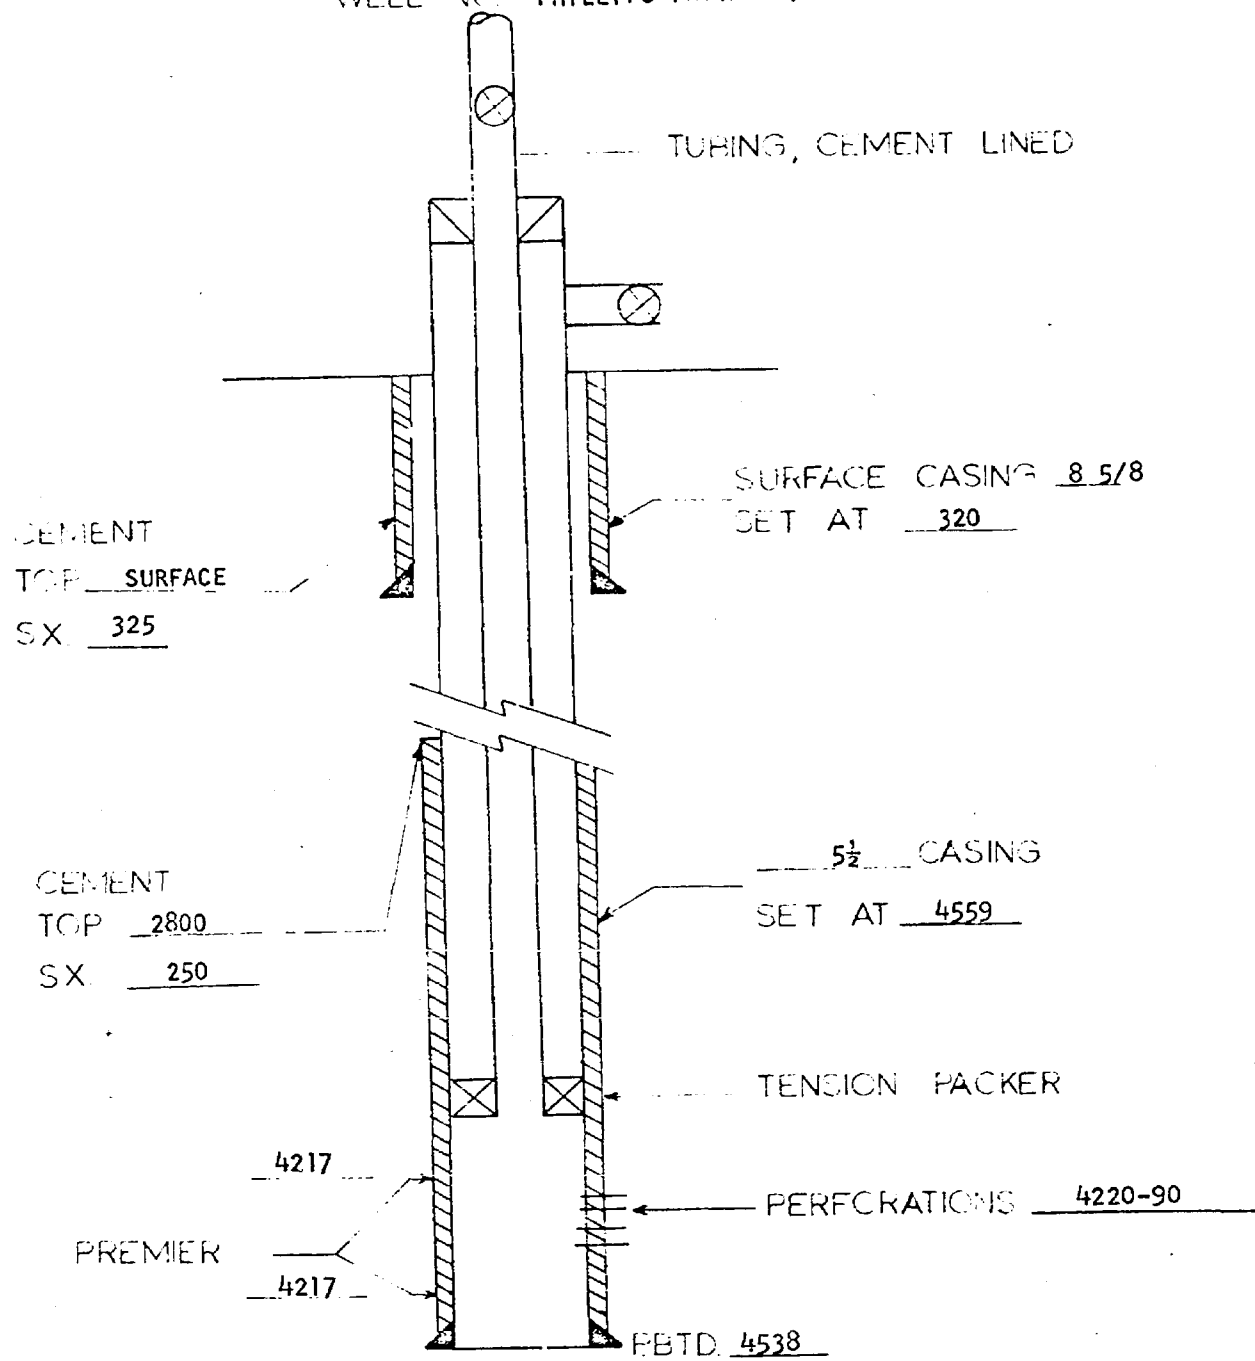 WELL
TUBING, CEMENT LINED
SURFACE CASING 8 5/8
SET AT 320
CEMENT
TOP SURFACE
SX. 325
5½ CASING
SET AT 4559
CEMENT
TOP 2800
SX. 250
TENSION PACKER
4217
PERFORATIONS 4220-90
PREMIER
4217
PBTD. 4538